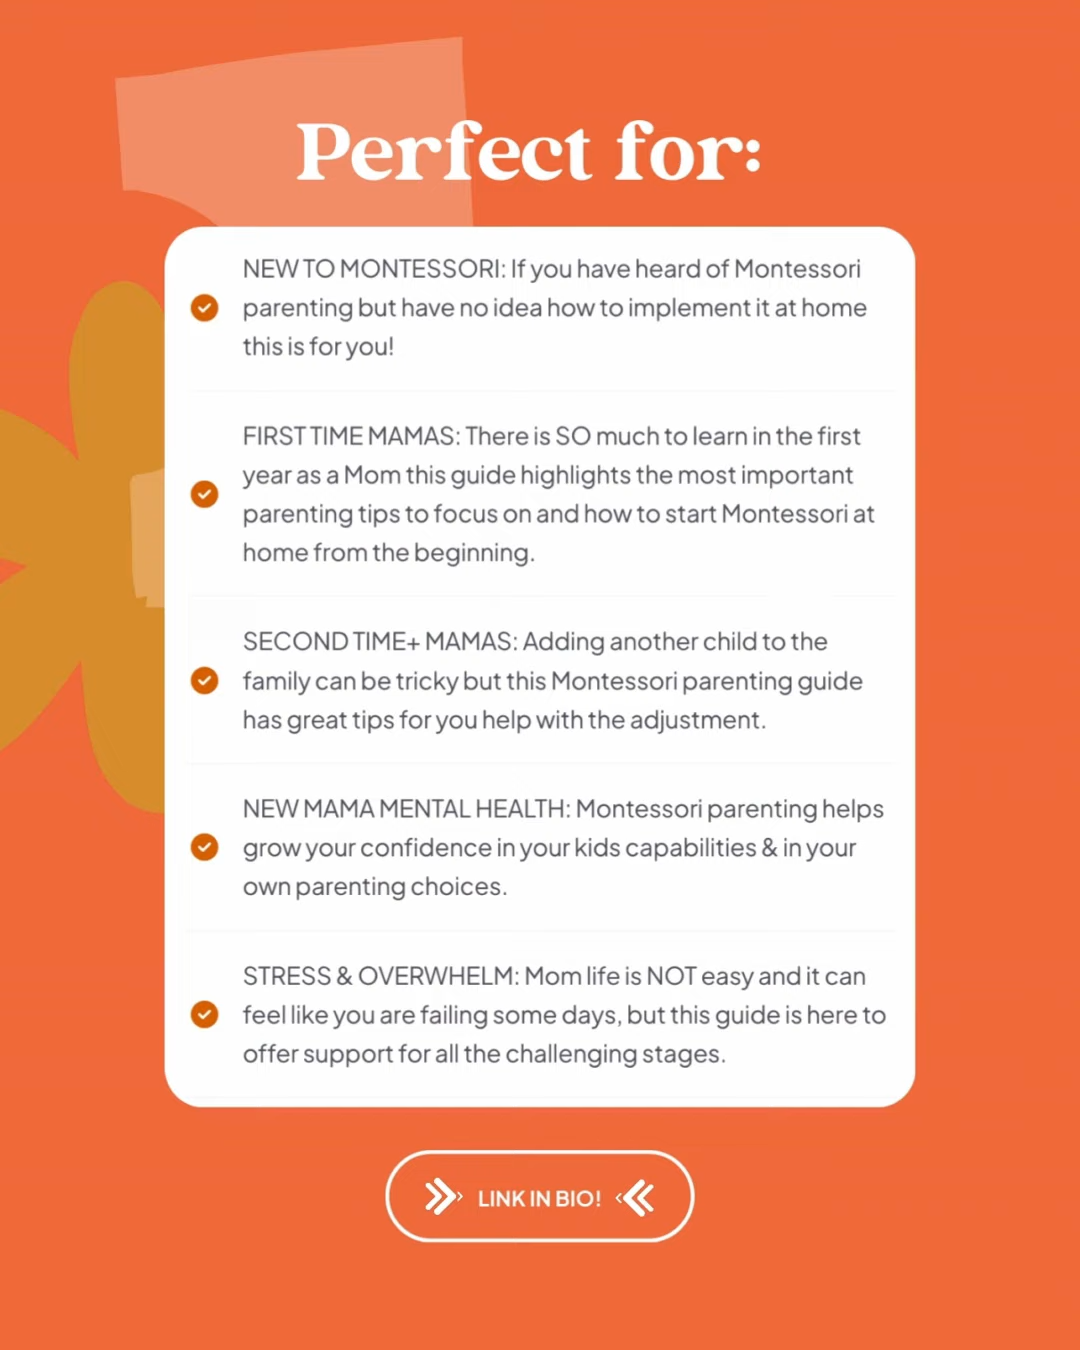 Perfect for:
NEW TO MONTESSORI: If you have heard of Montessori
parenting but have no idea how to implement it at home
this is for you!
FIRST TIME MAMAS: There is SO much to learn in the first
year as a Mom this guide highlights the most important
parenting tips to focus on and how to start Montessori at
home from the beginning.
SECOND TIME+ MAMAS: Adding another child to the
family can be tricky but this Montessori parenting guide
has great tips for you help with the adjustment.
NEW MAMA MENTAL HEALTH: Montessori parenting helps
grow your confidence in your kids capabilities & in your
own parenting choices.
STRESS & OVERWHELM: Mom life is NOT easy and it can
feel like you are failing some days, but this guide is here to
offer support for all the challenging stages.
LINK IN BIO!